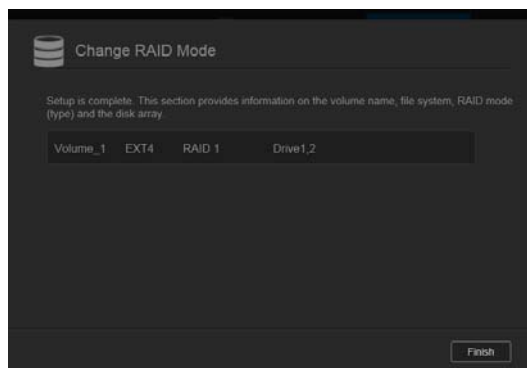 Change RAID Mode
Setup is complete. This section provides information on the volume name, file system, RAID mode
(type) and the disk array.
Volume_1 EXT4 RAID 1 Drive1,2
Finish